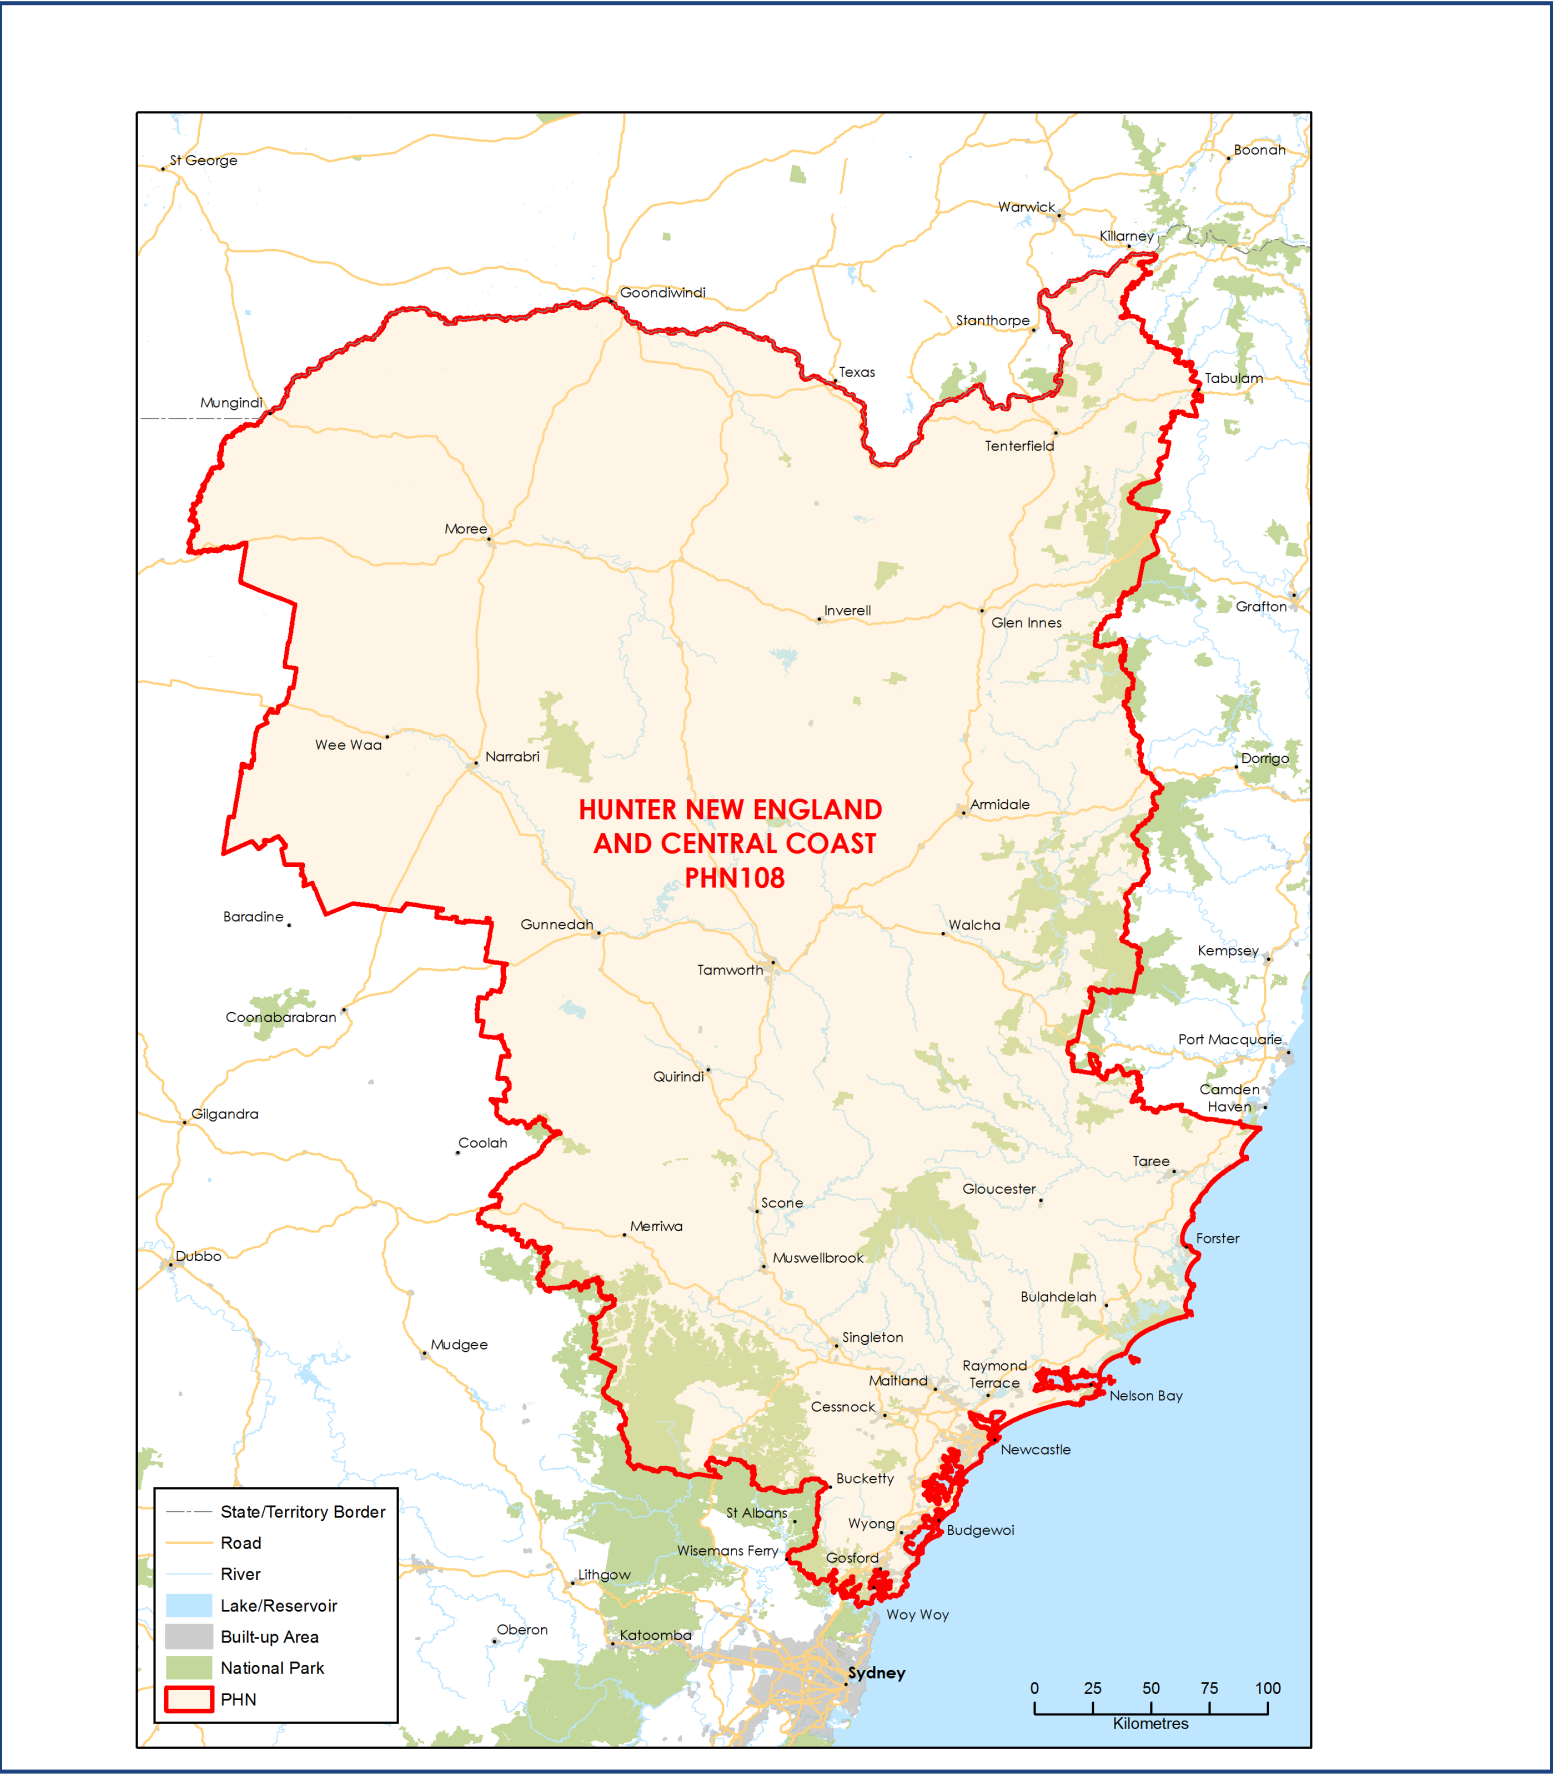 St George
Boonah
Warwick
Killarney
Goondiwindi
Stanthorpe
Texas
Tabulam
Mungindi
Tenterfield
Moree
Inverell
Grafton
Glen Innes
Wee Waa
Narrabri
Dorrigo
Armidale
HUNTER NEW ENGLAND
AND CENTRAL COAST
PHN108
Baradine
Gunnedah
Walcha
Kempsey
Tamworth
Coonabarabran
Port Macquarie
Quirindi
Camden
Haven
Gilgandra
Coolah
Taree
Gloucester
Scone
Merriwa
Forster
Dubbo
Muswellbrook
Bulahdelah
Singleton
Mudgee
Raymond
Terrace
Maitland
Nelson Bay
Cessnock
Newcastle
Bucketty
St Albans
Wyong
Budgewoi
Wisemans Ferry
Gosford
Lithgow
Woy Woy
Oberon
Katoomba
Sydney
State/Territory Border
Road
River
Lake/Reservoir
Built-up Area
National Park
PHN
0 25 50 75 100
Kilometres